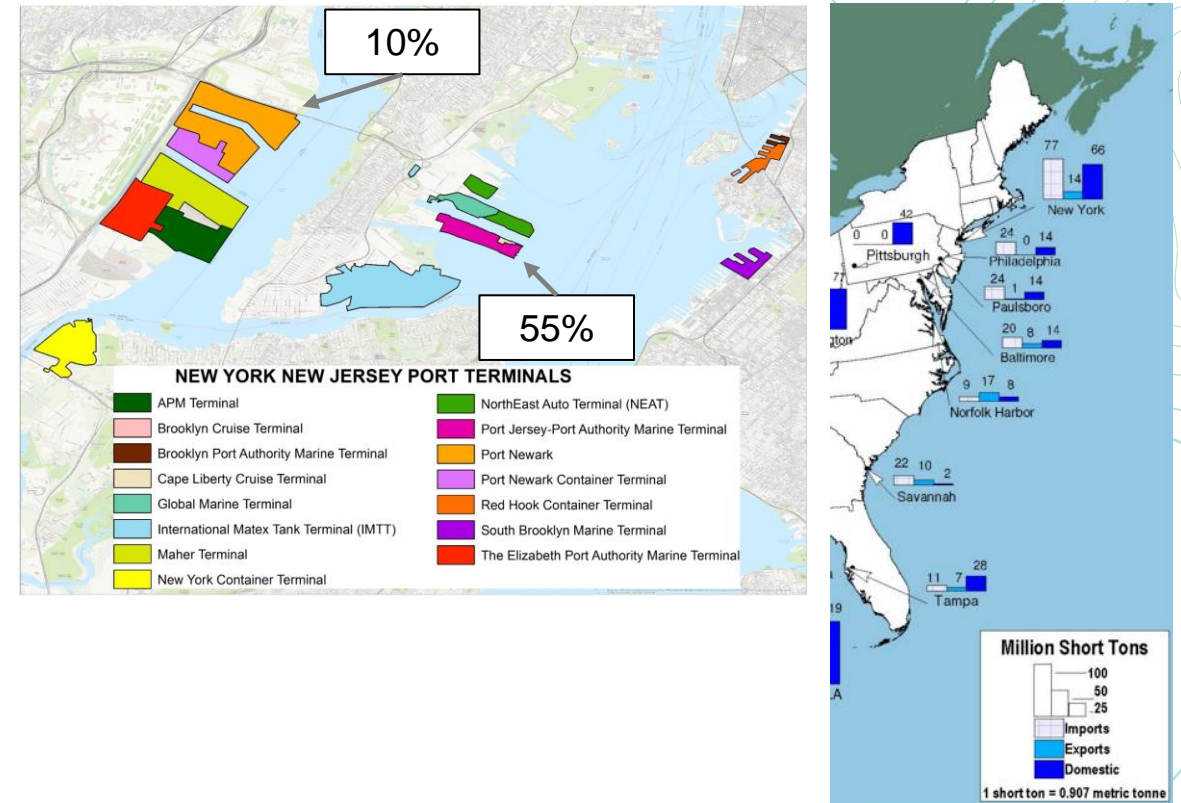 10%
55%
NEW YORK NEW JERSEY PORT TERMINALS
APM Terminal
Brooklyn Cruise Terminal
Brooklyn Port Authority Marine Terminal
Cape Liberty Cruise Terminal
Global Marine Terminal
International Matex Tank Terminal (IMTT)
Maher Terminal
New York Container Terminal
NorthEast Auto Terminal (NEAT)
Port Jersey-Port Authority Marine Terminal
Port Newark
Port Newark Container Terminal
Red Hook Container Terminal
South Brooklyn Marine Terminal
The Elizabeth Port Authority Marine Terminal
77 14 66
New York
0 0 42
Pittsburgh
24 0 14
Philadelphia
24 1 14
Paulsboro
20 8 14
Baltimore
9 17 8
Norfolk Harbor
22 10 2
Savannah
11 7 28
Tampa
gton
19
LA
Million Short Tons
100
50
25
Imports
Exports
Domestic
1 short ton = 0.907 metric tonne